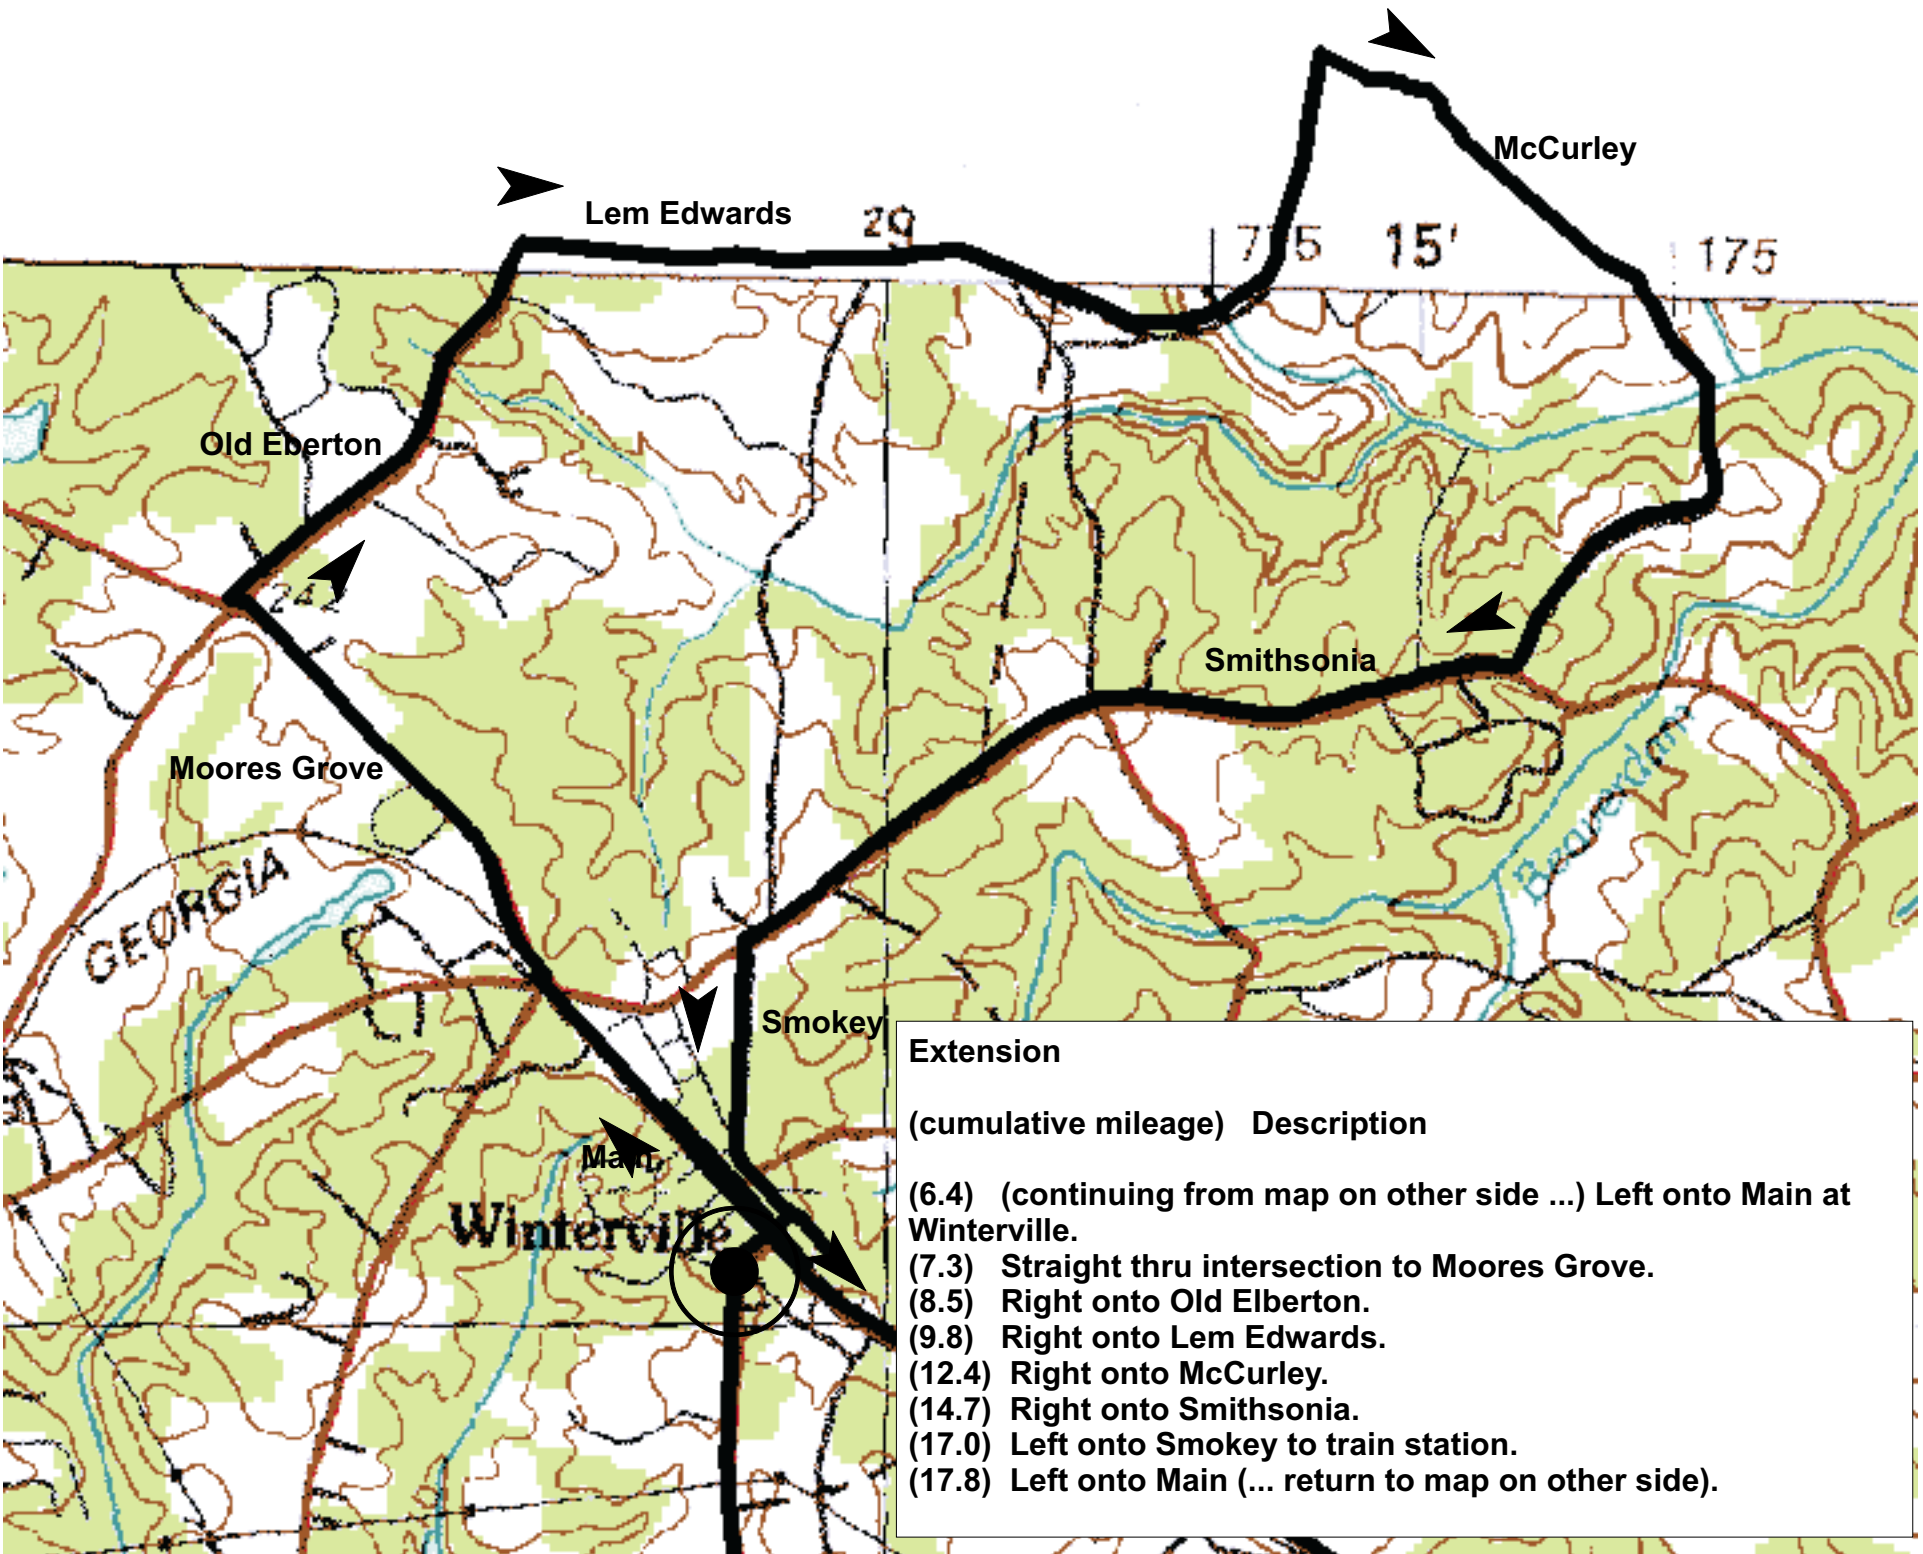 McCurley
Lem Edwards
29
775
15'
175
Old Eberton
242
Smithsonia
Moores Grove
Beaverdam
GEORGIA
Smokey
Main
Winterville
Extension
(cumulative mileage) Description
(6.4) (continuing from map on other side ...) Left onto Main at
Winterville.
(7.3) Straight thru intersection to Moores Grove.
(8.5) Right onto Old Elberton.
(9.8) Right onto Lem Edwards.
(12.4) Right onto McCurley.
(14.7) Right onto Smithsonia.
(17.0) Left onto Smokey to train station.
(17.8) Left onto Main (... return to map on other side).